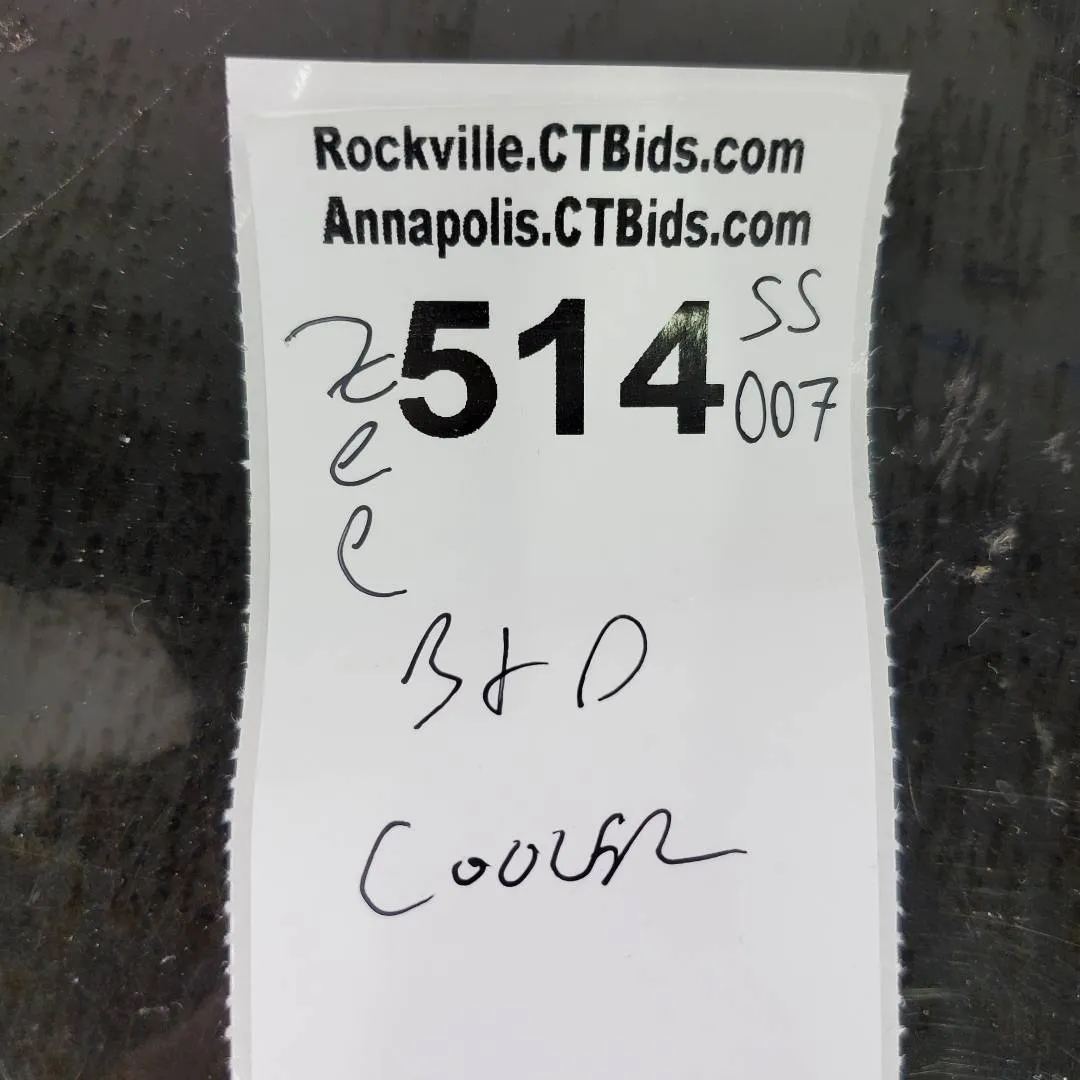 Rockville.CTBids.com
Annapolis.CTBids.com
514
SS
007
B+D
COOLER